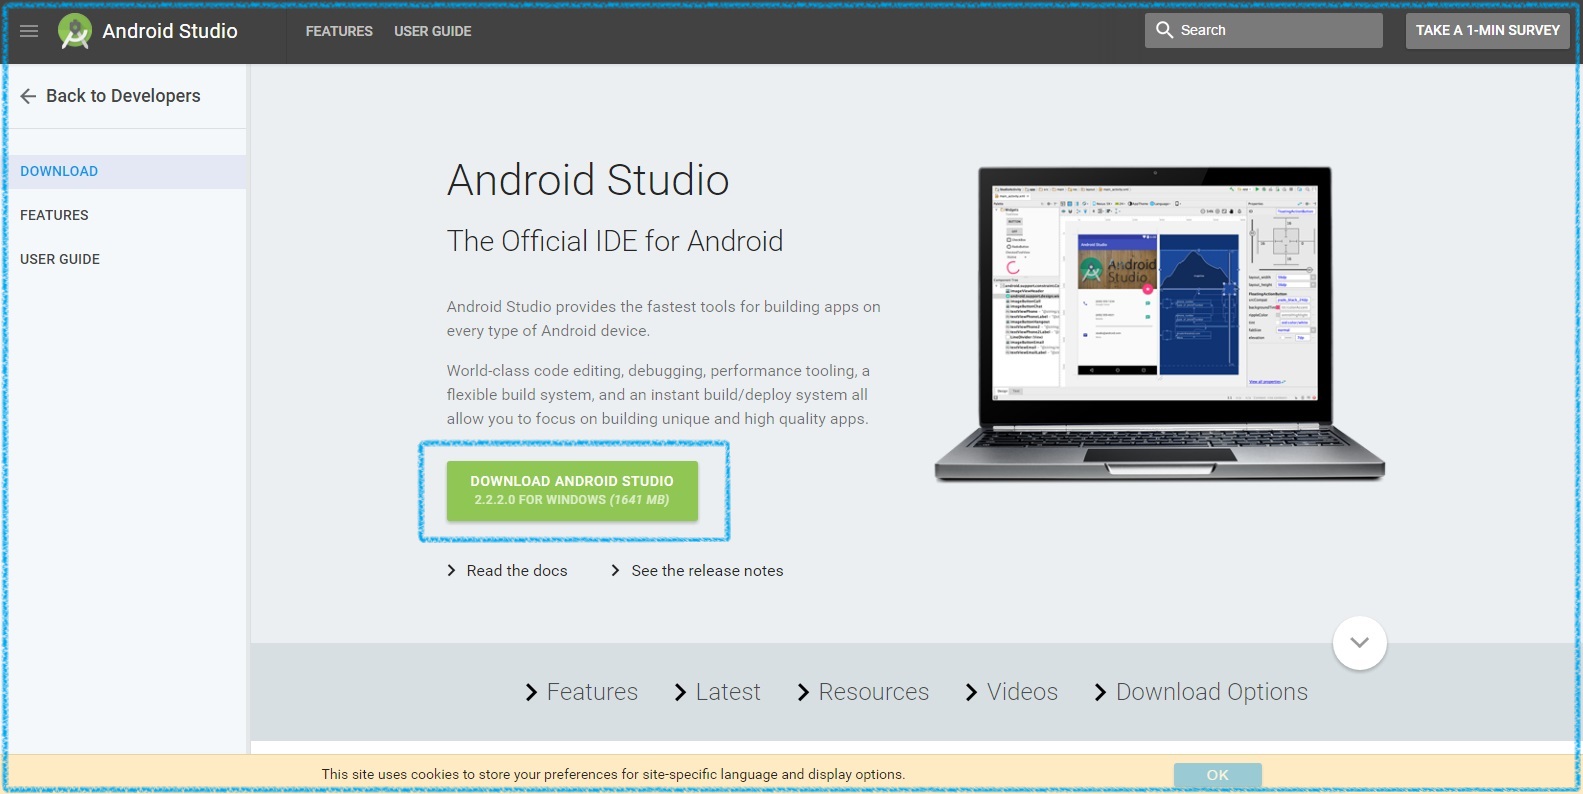 Android Studio
FEATURES
USER GUIDE
Search
TAKE A 1-MIN SURVEY
Back to Developers
DOWNLOAD
FEATURES
USER GUIDE
Android Studio
The Official IDE for Android
Android Studio provides the fastest tools for building apps on
every type of Android device.
World-class code editing, debugging, performance tooling, a
flexible build system, and an instant build/deploy system all
allow you to focus on building unique and high quality apps.
DOWNLOAD ANDROID STUDIO
2.2.2.0 FOR WINDOWS (1641 MB)
Read the docs
See the release notes
Android Studio
Android
Studio
Features
Latest
Resources
Videos
Download Options
This site uses cookies to store your preferences for site-specific language and display options.
OK